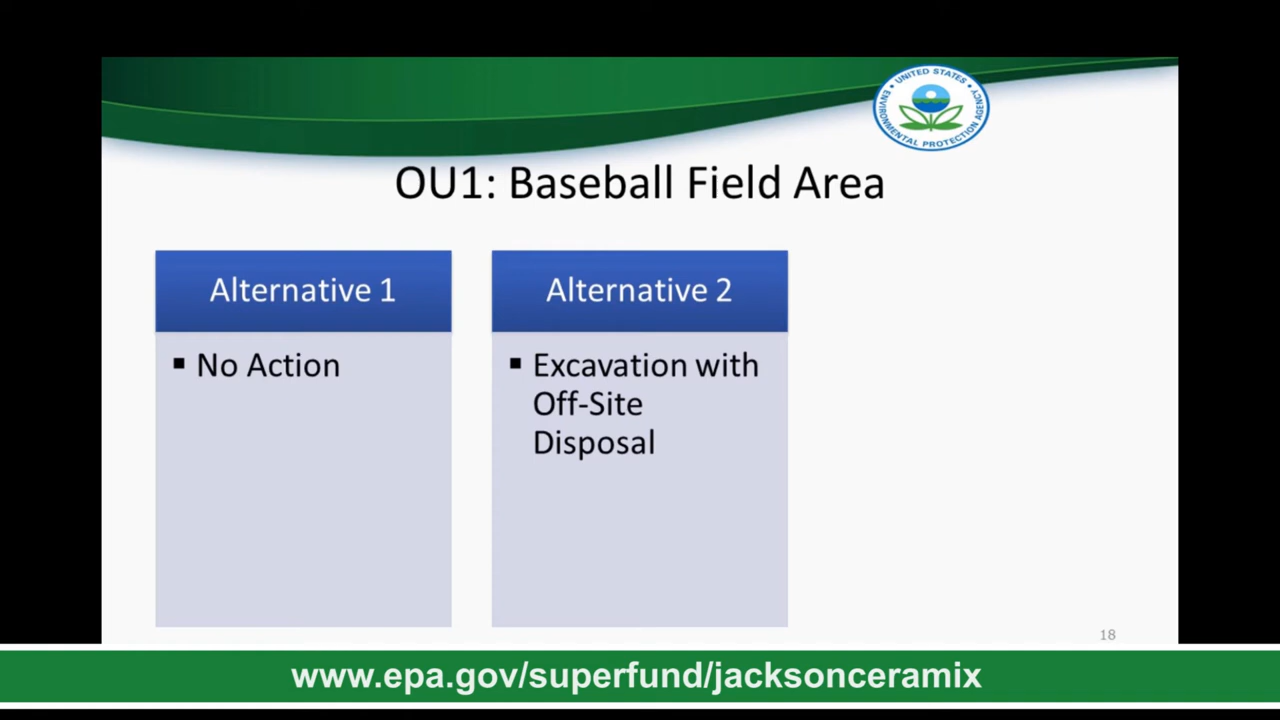 UNITED STATES
ENVIRONMENTAL PROTECTION AGENCY
OU1: Baseball Field Area
Alternative 1
▪ No Action
Alternative 2
▪ Excavation with
Off-Site
Disposal
18
www.epa.gov/superfund/jacksonceramix